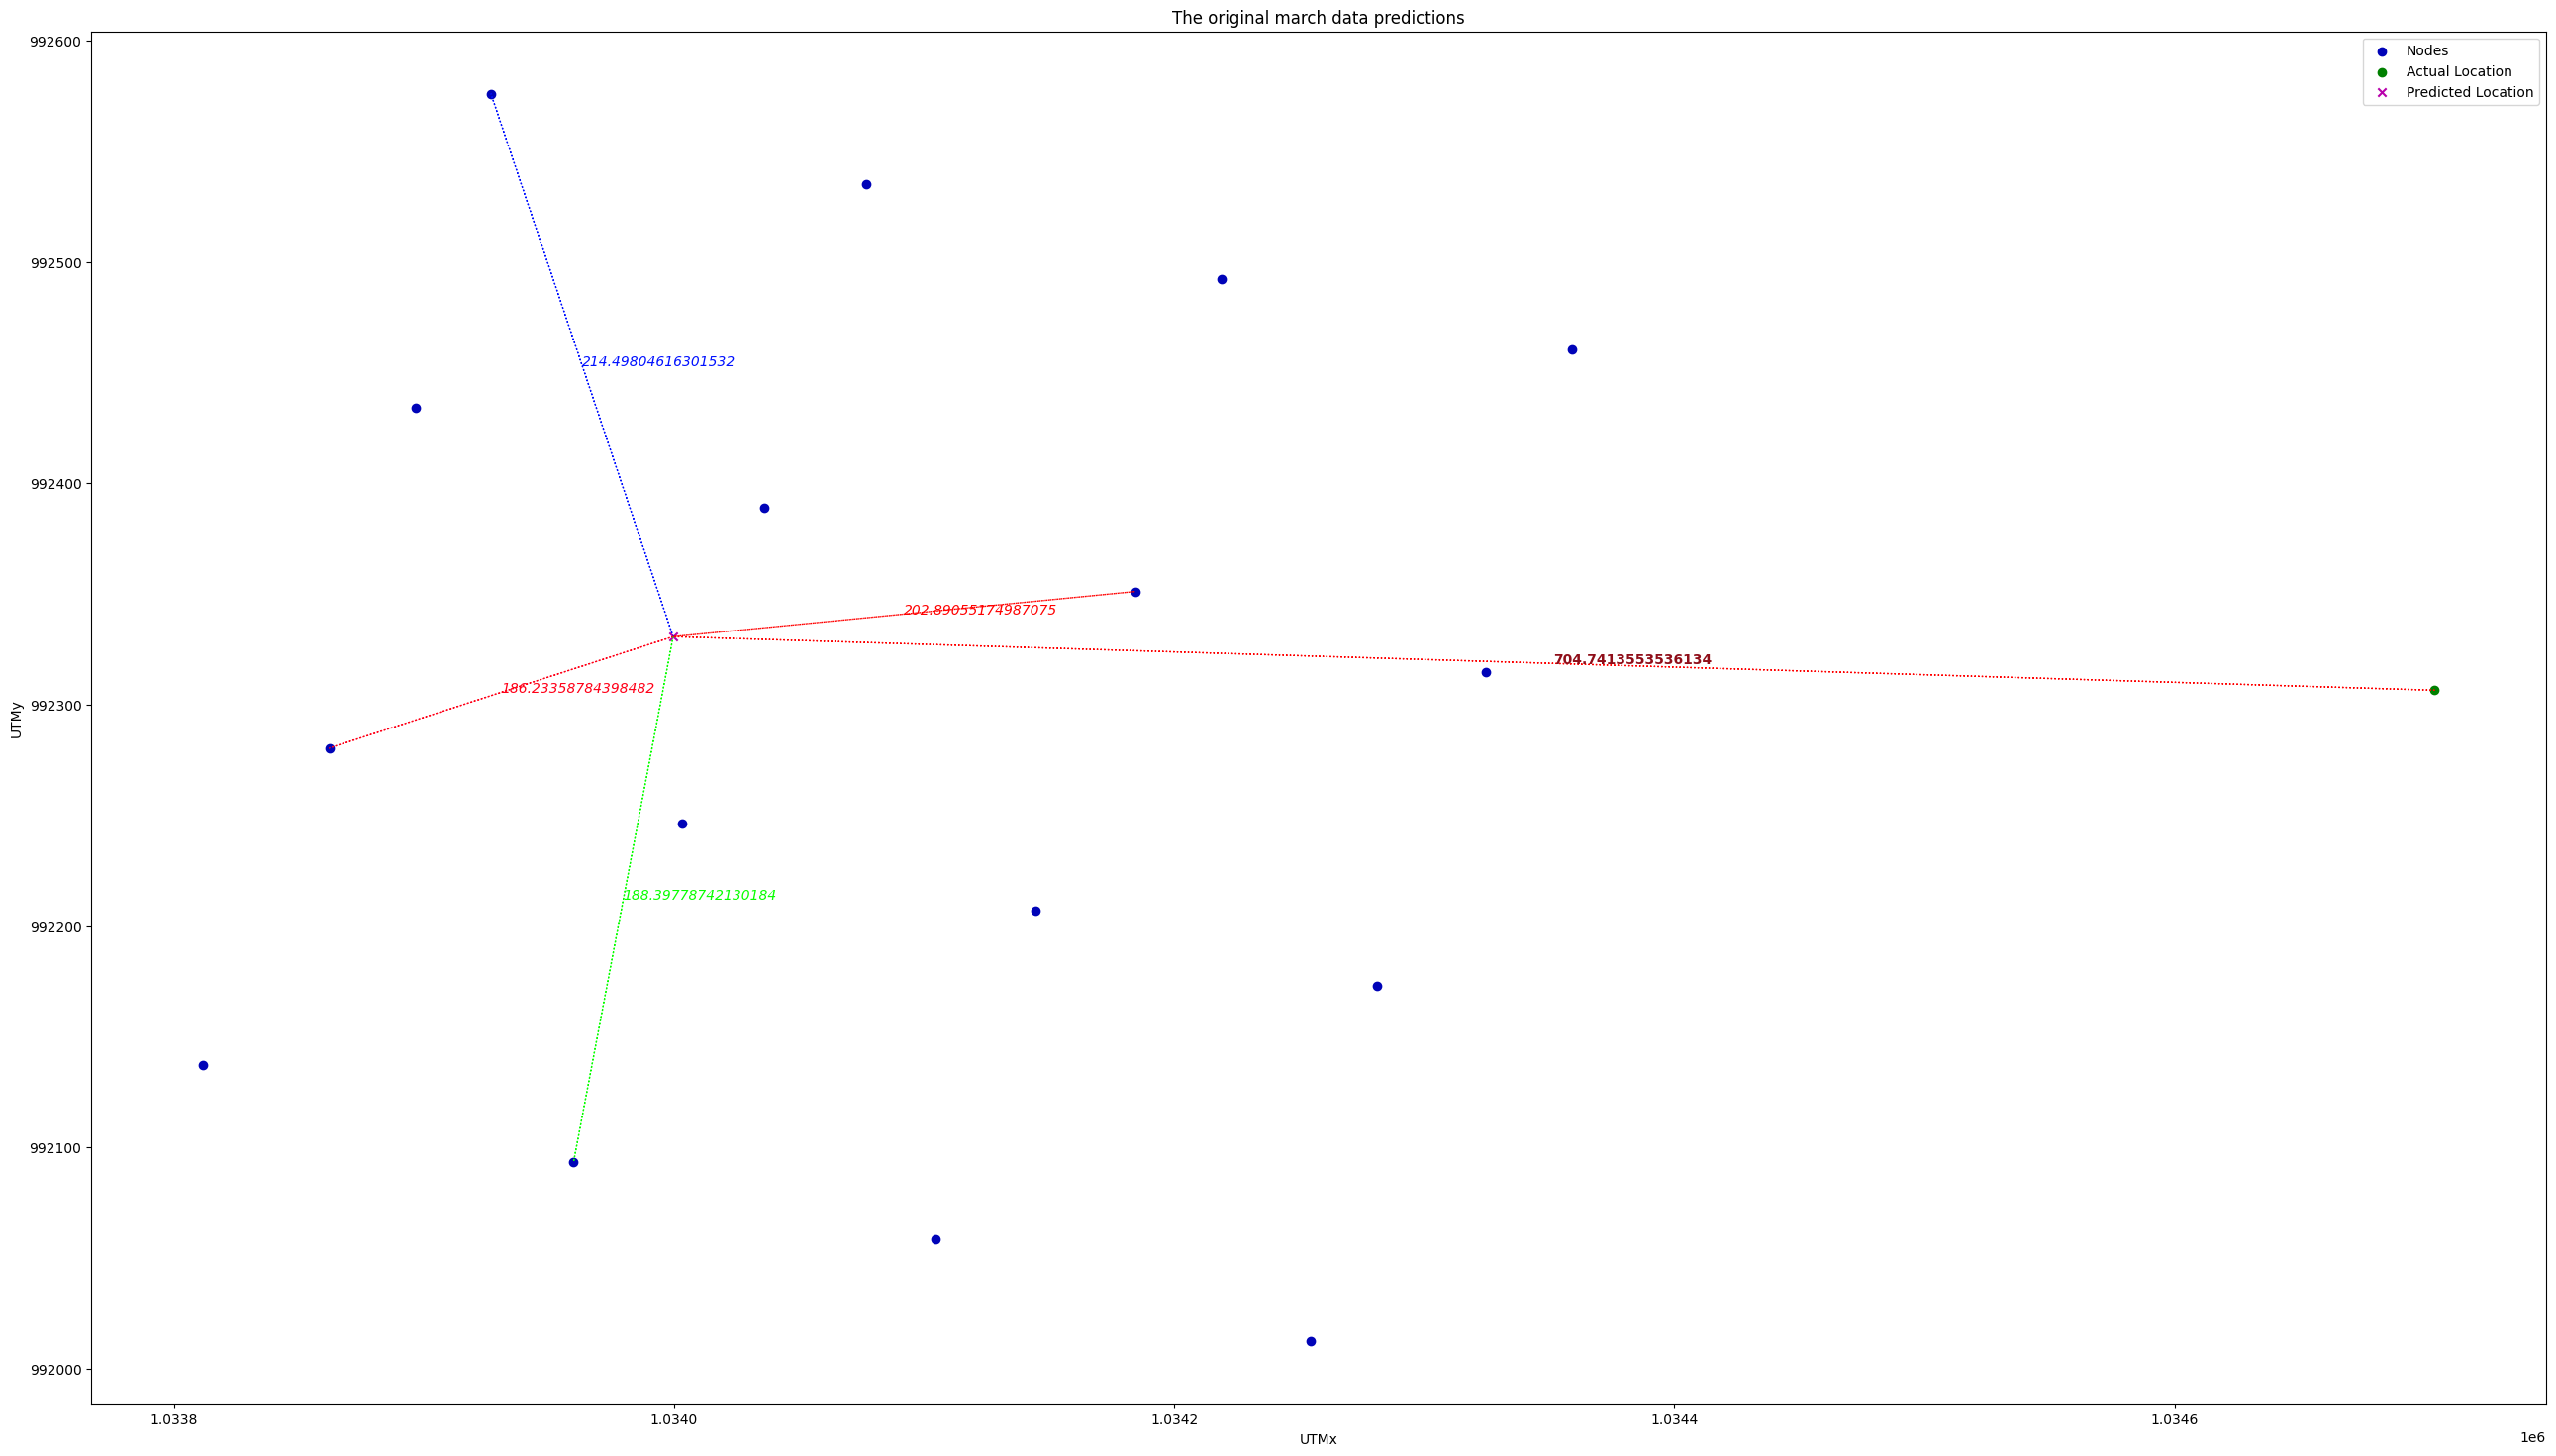 The original march data predictions
Nodes
Actual Location
Predicted Location
992600
992500
992400
992300
992200
992100
992000
UTMy
214.49804616301532
202.89055174987075
704.7413553536134
186.23358784398482
188.39778742130184
1.0338
1.0340
1.0342
1.0344
1.0346
UTMx
1e6